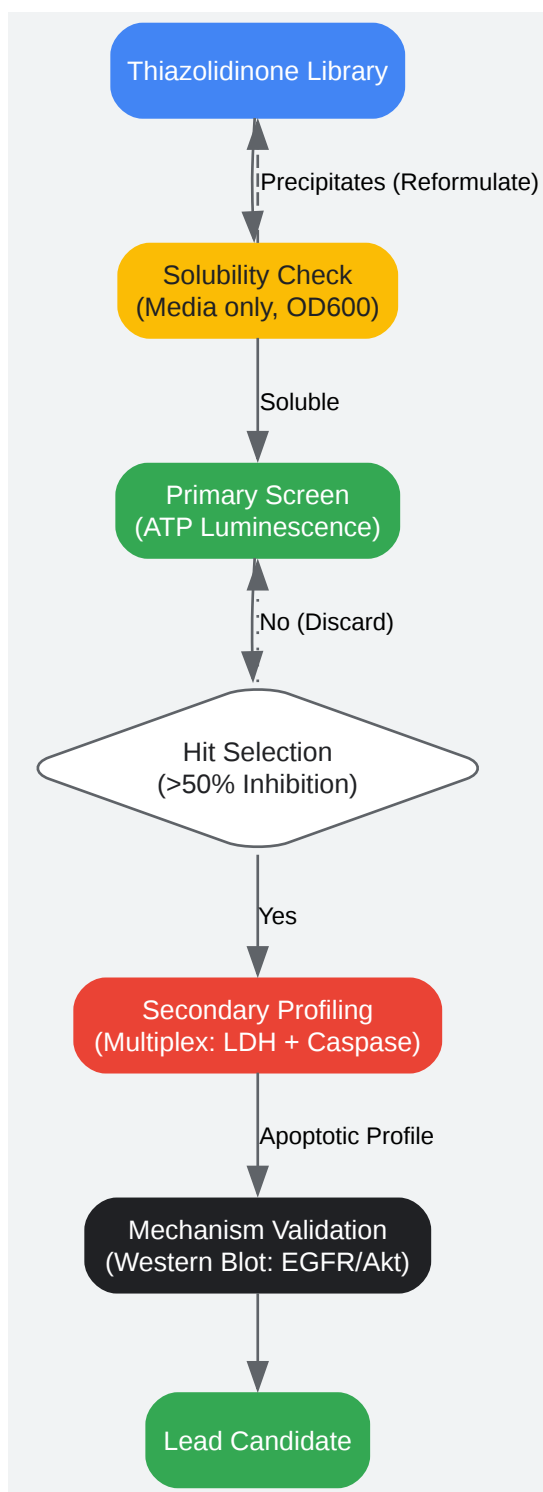 Thiazolidinone Library
Precipitates (Reformulate)
Solubility Check
(Media only, OD600)
Soluble
Primary Screen
(ATP Luminescence)
No (Discard)
Hit Selection
(>50% Inhibition)
Yes
Secondary Profiling
(Multiplex: LDH + Caspase)
Apoptotic Profile
Mechanism Validation
(Western Blot: EGFR/Akt)
Lead Candidate